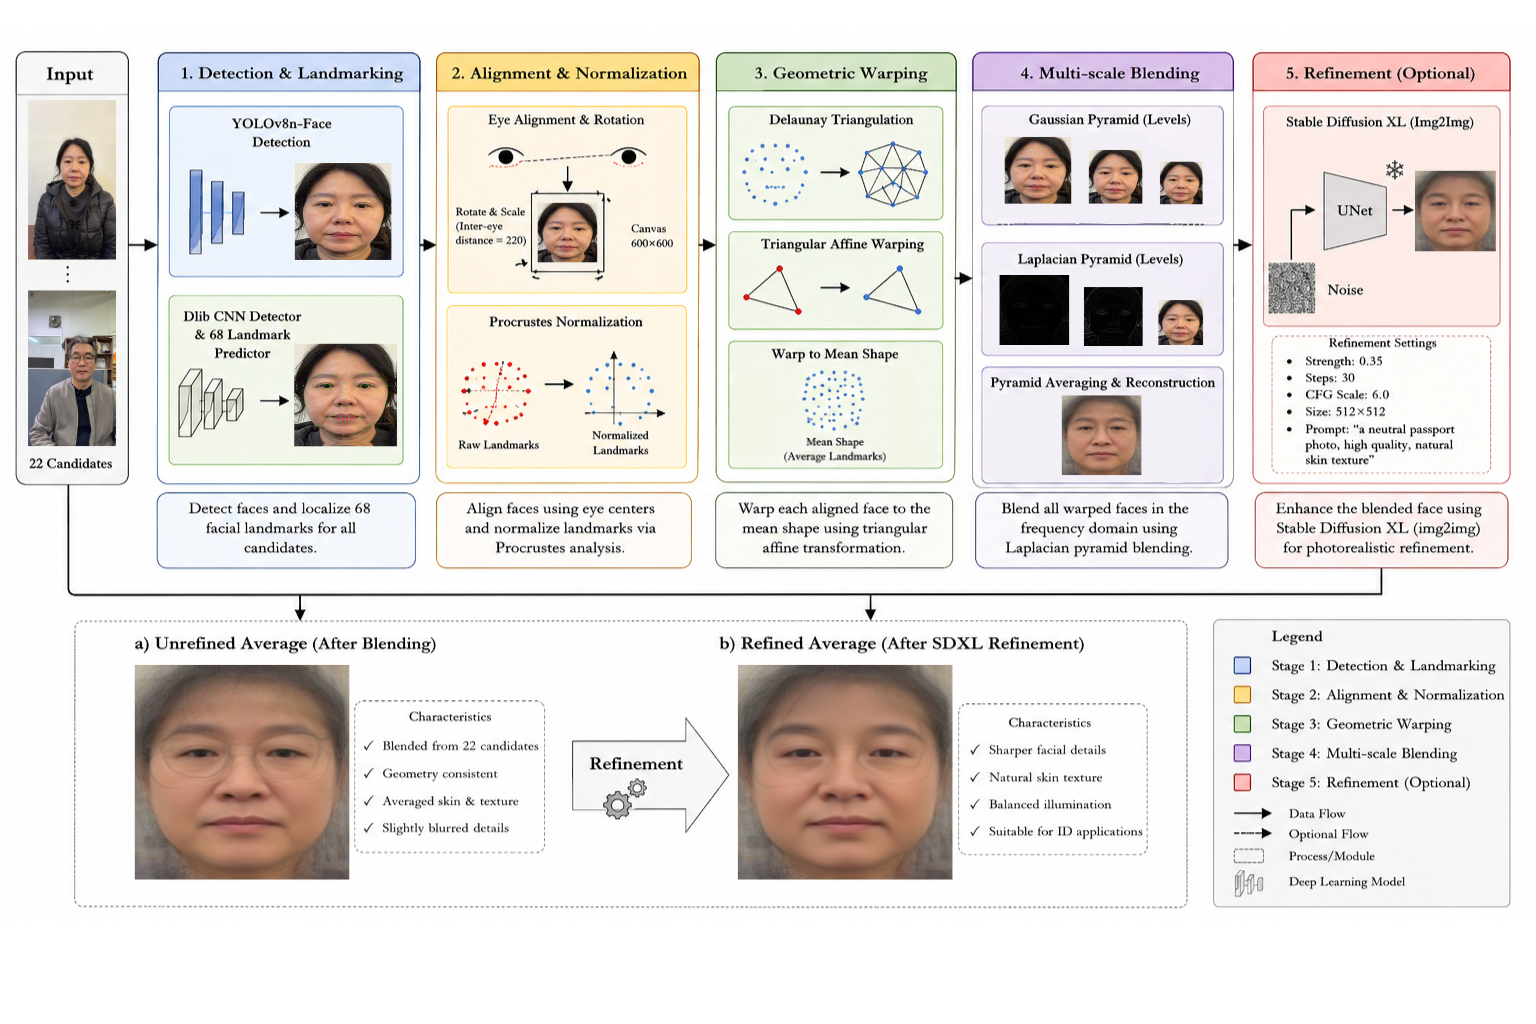 Input
22 Candidates
1. Detection & Landmarking
YOLOv8n-Face
Detection
Dlib CNN Detector
& 68 Landmark
Predictor
Detect faces and localize 68
facial landmarks for all
candidates.
2. Alignment & Normalization
Eye Alignment & Rotation
Rotate & Scale
(Inter-eye
distance = 220)
Canvas
600×600
Procrustes Normalization
Raw Landmarks
Normalized
Landmarks
Align faces using eye centers
and normalize landmarks via
Procrustes analysis.
3. Geometric Warping
Delaunay Triangulation
Triangular Affine Warping
Warp to Mean Shape
Mean Shape
(Average Landmarks)
Warp each aligned face to the
mean shape using triangular
affine transformation.
4. Multi-scale Blending
Gaussian Pyramid (Levels)
Laplacian Pyramid (Levels)
Pyramid Averaging & Reconstruction
Blend all warped faces in the
frequency domain using
Laplacian pyramid blending.
5. Refinement (Optional)
Stable Diffusion XL (Img2Img)
UNet
Noise
Refinement Settings
• Strength: 0.35
• Steps: 30
• CFG Scale: 6.0
• Size: 512×512
• Prompt: “a neutral passport
photo, high quality, natural
skin texture”
Enhance the blended face using
Stable Diffusion XL (img2img)
for photorealistic refinement.
a) Unrefined Average (After Blending)
Characteristics
✓ Blended from 22 candidates
✓ Geometry consistent
✓ Averaged skin & texture
✓ Slightly blurred details
Refinement
b) Refined Average (After SDXL Refinement)
Characteristics
✓ Sharper facial details
✓ Natural skin texture
✓ Balanced illumination
✓ Suitable for ID applications
Legend
Stage 1: Detection & Landmarking
Stage 2: Alignment & Normalization
Stage 3: Geometric Warping
Stage 4: Multi-scale Blending
Stage 5: Refinement (Optional)
Data Flow
Optional Flow
Process/Module
Deep Learning Model